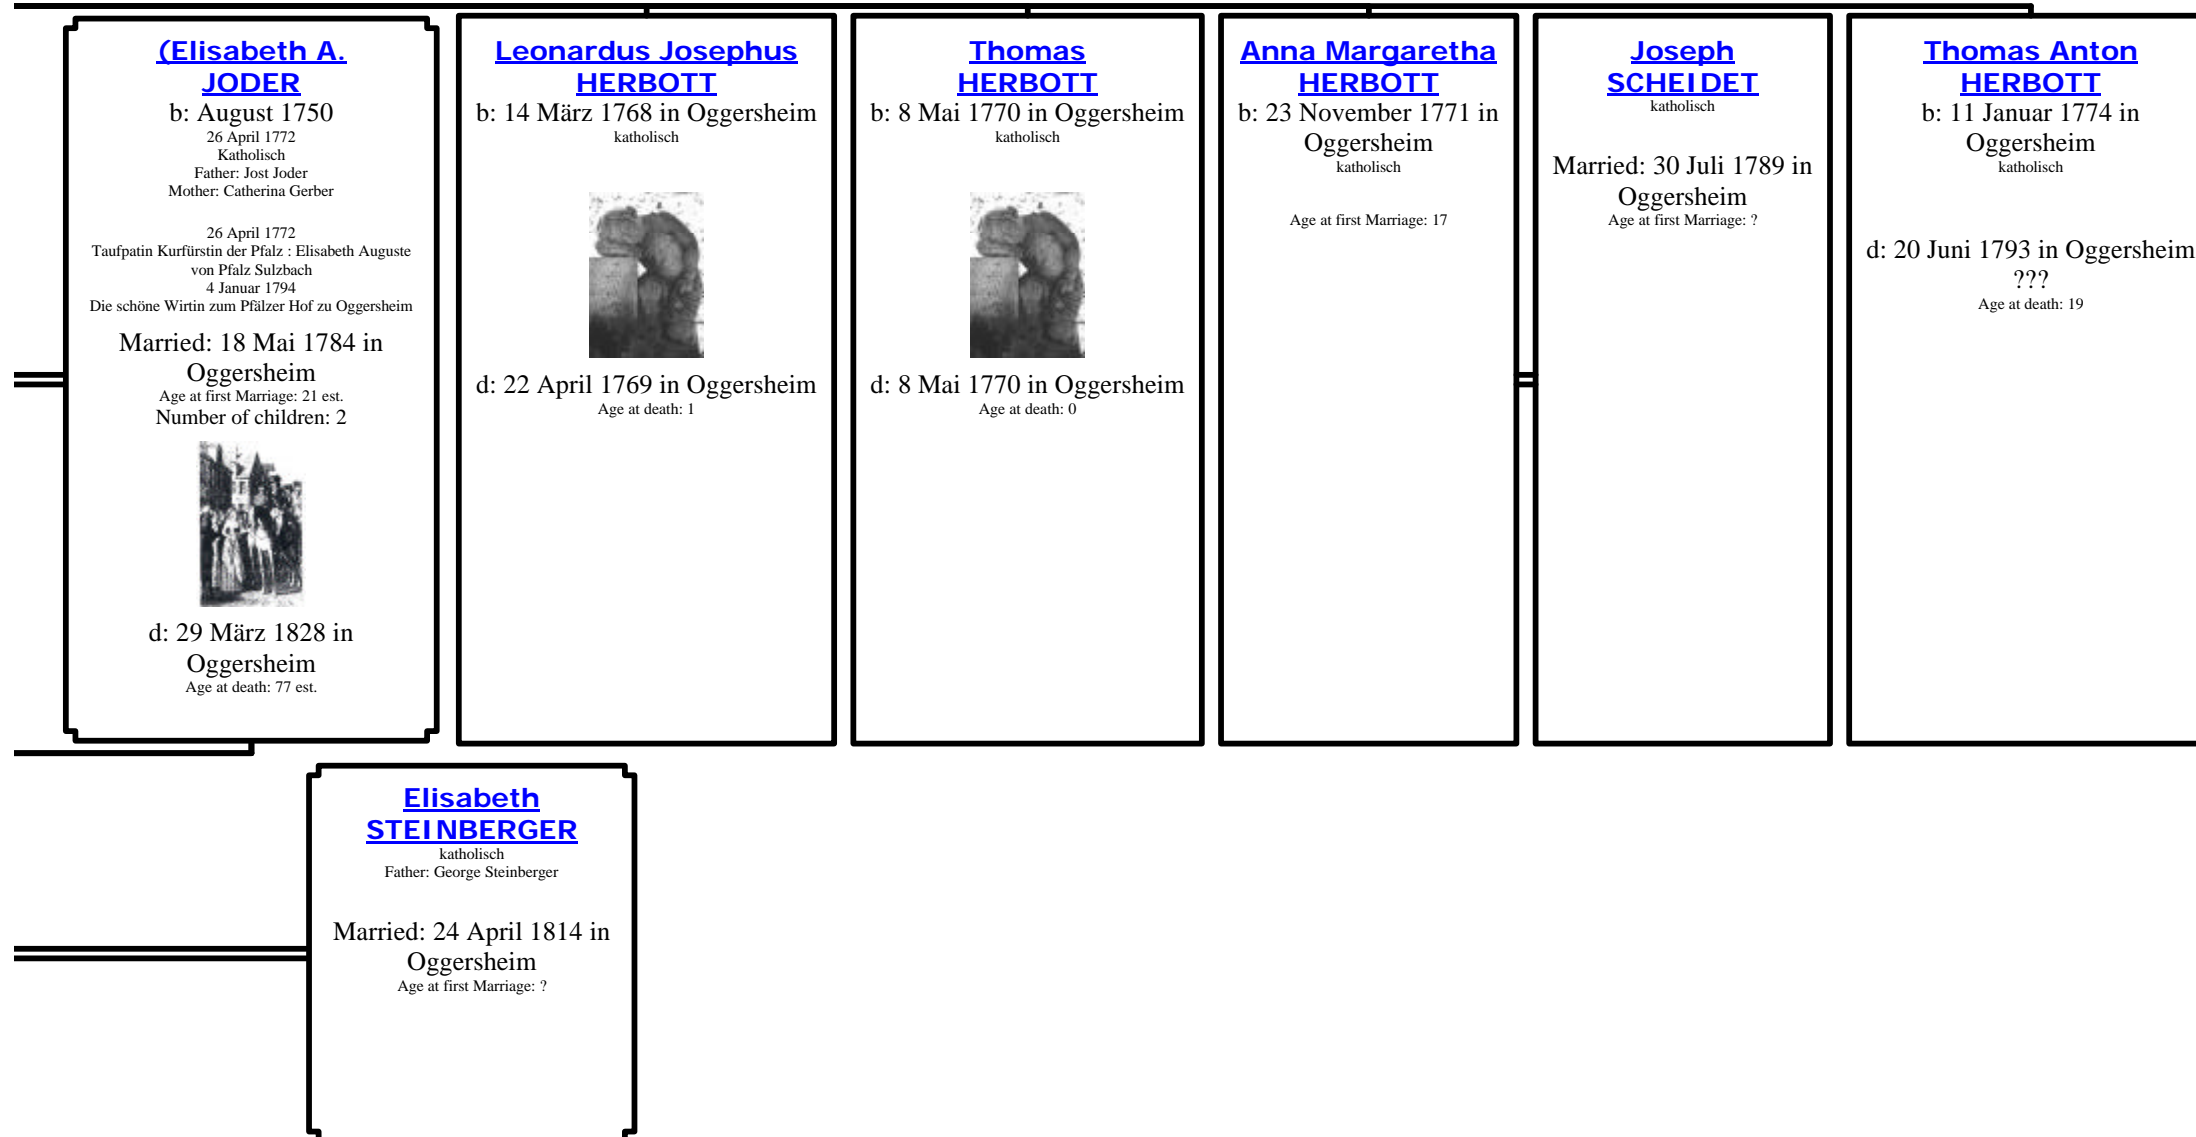 (Elisabeth A.
JODER
b: August 1750
26 April 1772
Katholisch
Father: Jost Joder
Mother: Catherina Gerber
26 April 1772
Taufpatin Kurfürstin der Pfalz : Elisabeth Auguste
von Pfalz Sulzbach
4 Januar 1794
Die schöne Wirtin zum Pfälzer Hof zu Oggersheim
Married: 18 Mai 1784 in
Oggersheim
Age at first Marriage: 21 est.
Number of children: 2
d: 29 März 1828 in
Oggersheim
Age at death: 77 est.
Leonardus Josephus
HERBOTT
b: 14 März 1768 in Oggersheim
katholisch
d: 22 April 1769 in Oggersheim
Age at death: 1
Thomas
HERBOTT
b: 8 Mai 1770 in Oggersheim
katholisch
d: 8 Mai 1770 in Oggersheim
Age at death: 0
Anna Margaretha
HERBOTT
b: 23 November 1771 in
Oggersheim
katholisch
Age at first Marriage: 17
Joseph
SCHEIDET
katholisch
Married: 30 Juli 1789 in
Oggersheim
Age at first Marriage: ?
Thomas Anton
HERBOTT
b: 11 Januar 1774 in
Oggersheim
katholisch
d: 20 Juni 1793 in Oggersheim
???
Age at death: 19
Elisabeth
STEINBERGER
katholisch
Father: George Steinberger
Married: 24 April 1814 in
Oggersheim
Age at first Marriage: ?